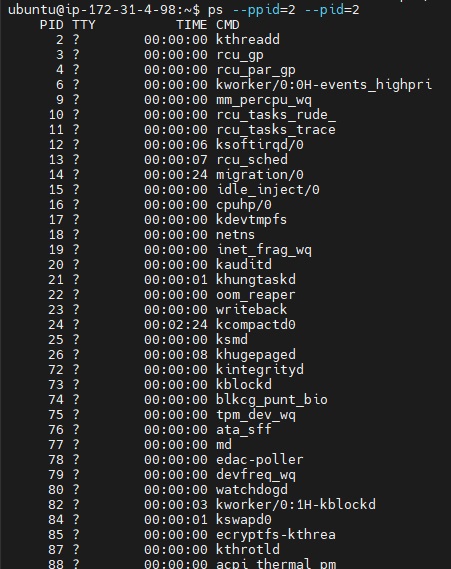 ubuntu@ip-172-31-4-98:~$ ps --ppid=2 --pid=2
PID TTY TIME CMD
2 ? 00:00:00 kthreadd
3 ? 00:00:00 rcu_gp
4 ? 00:00:00 rcu_par_gp
6 ? 00:00:00 kworker/0:0H-events_highpri
9 ? 00:00:00 mm_percpu_wq
10 ? 00:00:00 rcu_tasks_rude_
11 ? 00:00:00 rcu_tasks_trace
12 ? 00:00:06 ksoftirqd/0
13 ? 00:00:07 rcu_sched
14 ? 00:00:24 migration/0
15 ? 00:00:00 idle_inject/0
16 ? 00:00:00 cpuhp/0
17 ? 00:00:00 kdevtmpfs
18 ? 00:00:00 netns
19 ? 00:00:00 inet_frag_wq
20 ? 00:00:00 kauditd
21 ? 00:00:01 khungtaskd
22 ? 00:00:00 oom_reaper
23 ? 00:00:00 writeback
24 ? 00:02:24 kcompactd0
25 ? 00:00:00 ksmd
26 ? 00:00:08 khugepaged
72 ? 00:00:00 kintegrityd
73 ? 00:00:00 kblockd
74 ? 00:00:00 blkcg_punt_bio
75 ? 00:00:00 tpm_dev_wq
76 ? 00:00:00 ata_sff
77 ? 00:00:00 md
78 ? 00:00:00 edac-poller
79 ? 00:00:00 devfreq_wq
80 ? 00:00:00 watchdogd
82 ? 00:00:03 kworker/0:1H-kblockd
84 ? 00:00:01 kswapd0
85 ? 00:00:00 ecryptfs-kthrea
87 ? 00:00:00 kthrotld
88 ? 00:00:00 acpi_thermal_pm